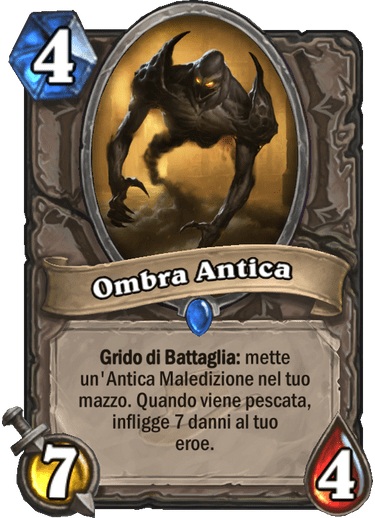 4
Ombra Antica
Grido di Battaglia: mette
un'Antica Maledizione nel tuo
mazzo. Quando viene pescata,
infligge 7 danni al tuo
eroe.
7
4